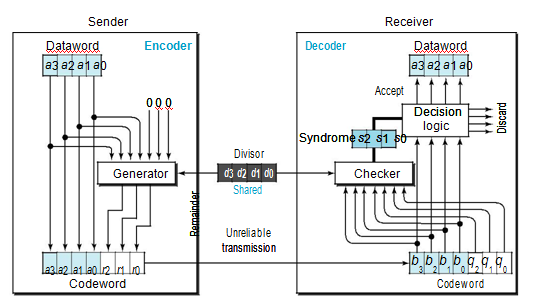 Sender
Receiver
Dataword
Encoder
Decoder
Dataword
a3 a2 a1 a0
a3 a2 a1 a0
Accept
0 0 0
Decision
logic
Discard
Syndrome s2 s1 s0
Divisor
Generator
d3 d2 d1 d0
Checker
Shared
Remainder
Unreliable
transmission
a3 a2 a1 a0 r2 r1 r0
b3 b2 b1 b0 q2 q1 q0
Codeword
Codeword